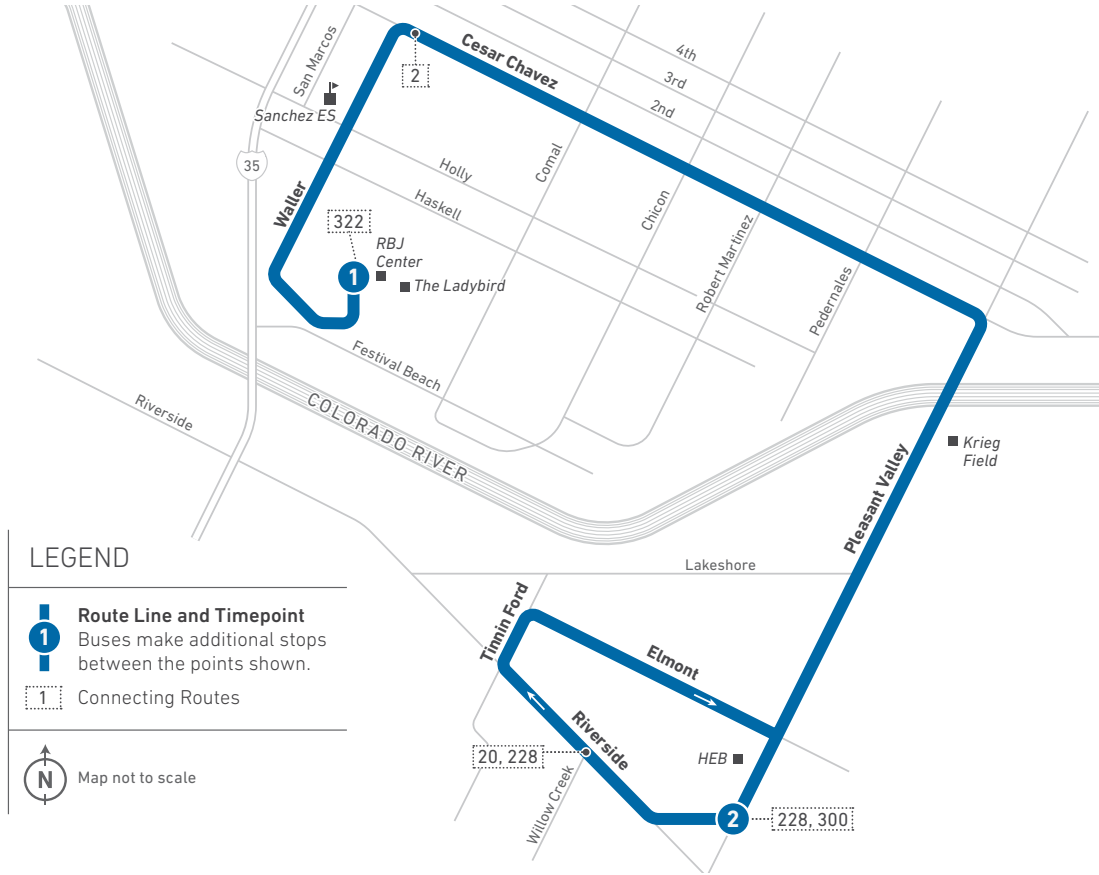 San Marcos
2
Cesar Chavez
4th
3rd
2nd
Sanchez ES
35
Waller
Holly
Haskell
Comal
Chicon
Robert Martinez
Pedernales
322
1
RBJ
Center
The Ladybird
Festival Beach
Riverside
COLORADO RIVER
Krieg
Field
Pleasant Valley
Lakeshore
Tinnin Ford
Elmont
Riverside
20, 228
Willow Creek
HEB
2
228, 300
LEGEND
1
Route Line and Timepoint
Buses make additional stops
between the points shown.
1
Connecting Routes
N
Map not to scale